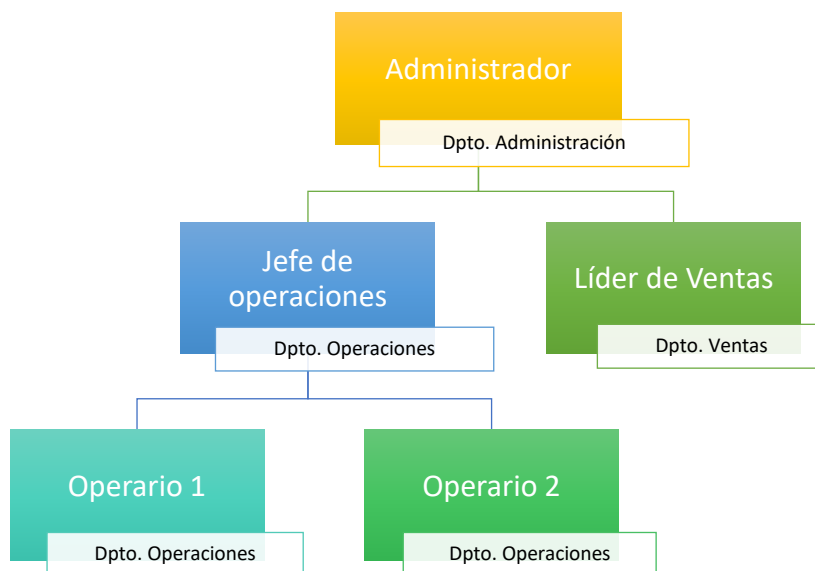 Administrador
Dpto. Administración
Jefe de
operaciones
Dpto. Operaciones
Líder de Ventas
Dpto. Ventas
Operario 1
Dpto. Operaciones
Operario 2
Dpto. Operaciones